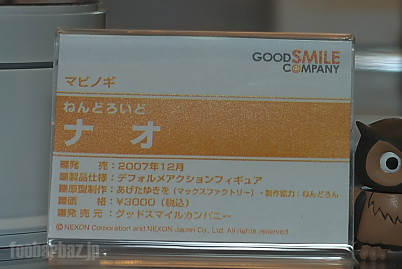 GOOD SMILE
C@MPANY
マビノギ
ねんどろいど
ナオ
■発　売：2007年12月
■製品仕様：デフォルメアクションフィギュア
■原型制作：あげたゆきを（マックスファクトリー）・制作協力：ねんどろん
■価　格：¥3000（税込）
■発売元：グッドスマイルカンパニー
©NEXON Corporation and NEXON Japan Co., Ltd. All rights reserved
foobarbaz.jp